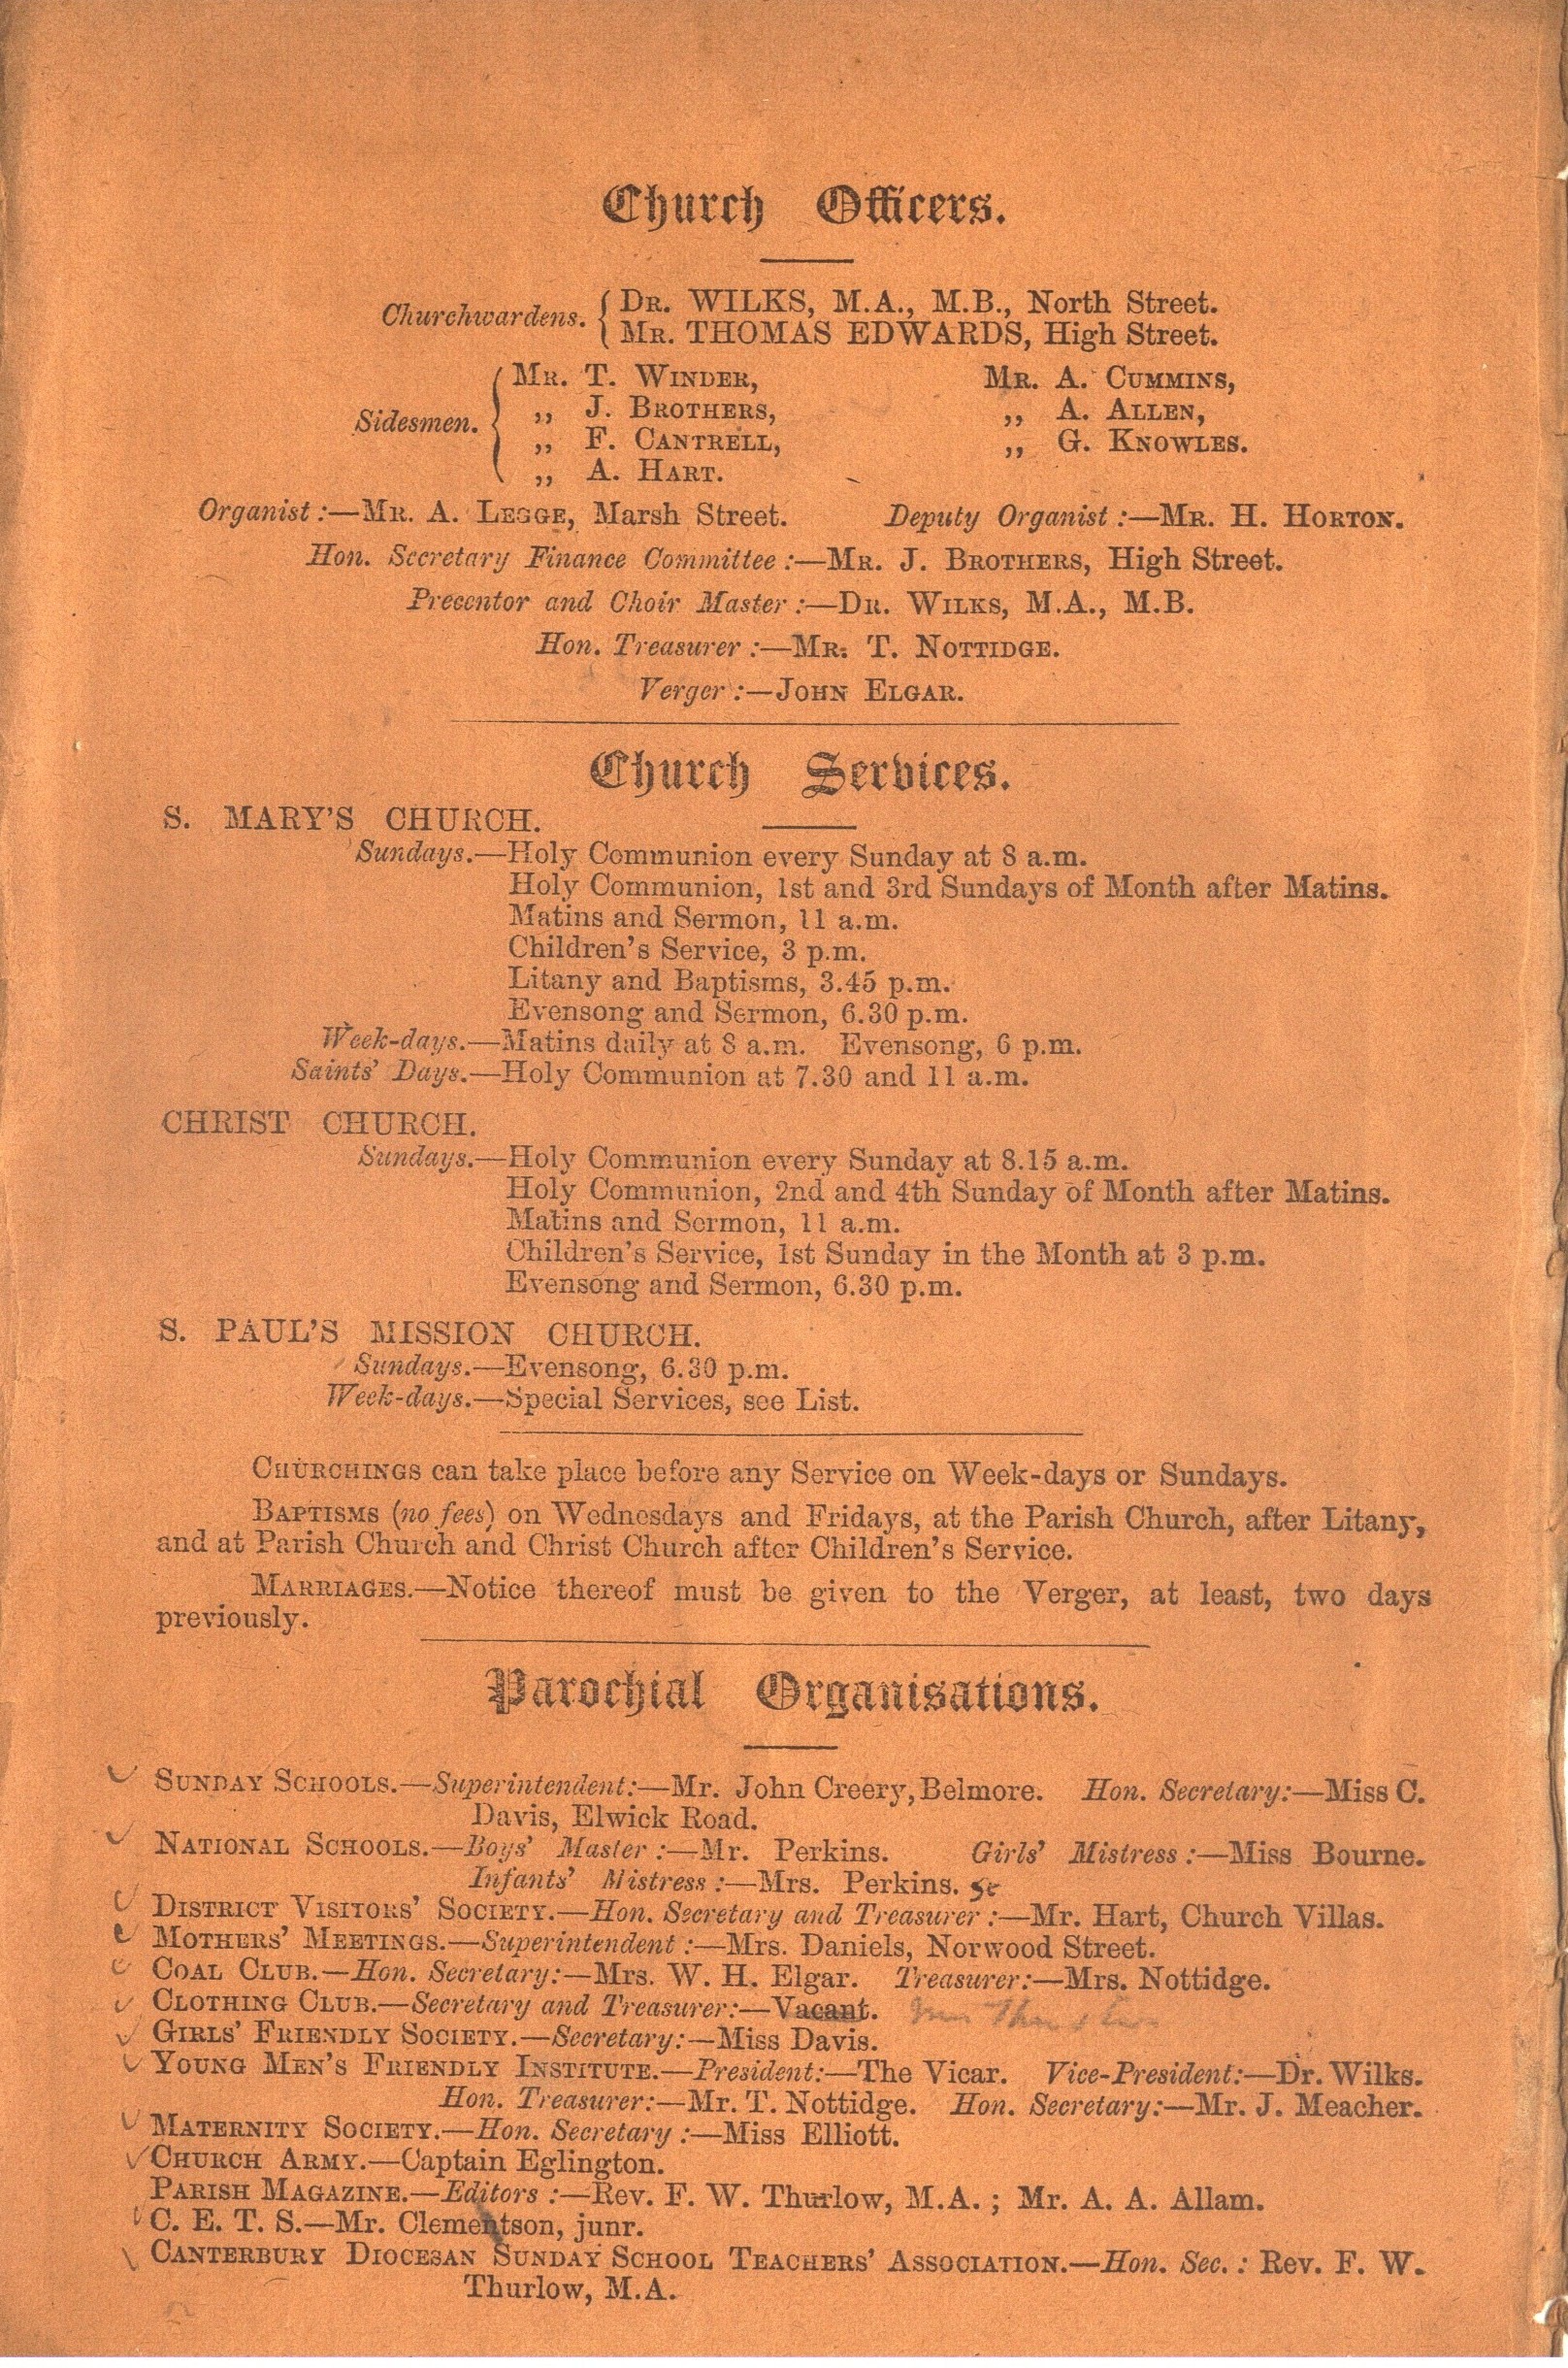 Church Officers.
Churchwardens. { DR. WILKS, M.A., M.B., North Street.
MR. THOMAS EDWARDS, High Street.
Sidesmen. { MR. T. WINDER, MR. A. CUMMINS,
„ J. BROTHERS, „ A. ALLEN,
„ F. CANTRELL, „ G. KNOWLES.
„ A. HART.
Organist :—MR. A. LEGGE, Marsh Street. Deputy Organist :—MR. H. HORTON.
Hon. Secretary Finance Committee :—MR. J. BROTHERS, High Street.
Precentor and Choir Master :—DR. WILKS, M.A., M.B.
Hon. Treasurer :—MR. T. NOTTIDGE.
Verger :—JOHN ELGAR.
Church Services.
S. MARY'S CHURCH.
Sundays.—Holy Communion every Sunday at 8 a.m.
Holy Communion, 1st and 3rd Sundays of Month after Matins.
Matins and Sermon, 11 a.m.
Children's Service, 3 p.m.
Litany and Baptisms, 3.45 p.m.
Evensong and Sermon, 6.30 p.m.
Week-days.—Matins daily at 8 a.m. Evensong, 6 p.m.
Saints' Days.—Holy Communion at 7.30 and 11 a.m.
CHRIST CHURCH.
Sundays.—Holy Communion every Sunday at 8.15 a.m.
Holy Communion, 2nd and 4th Sunday of Month after Matins.
Matins and Sermon, 11 a.m.
Children's Service, 1st Sunday in the Month at 3 p.m.
Evensong and Sermon, 6.30 p.m.
S. PAUL'S MISSION CHURCH.
Sundays.—Evensong, 6.30 p.m.
Week-days.—Special Services, see List.
CHURCHINGS can take place before any Service on Week-days or Sundays.
BAPTISMS (no fees) on Wednesdays and Fridays, at the Parish Church, after Litany,
and at Parish Church and Christ Church after Children's Service.
MARRIAGES.—Notice thereof must be given to the Verger, at least, two days
previously.
Parochial Organisations.
SUNDAY SCHOOLS.—Superintendent:—Mr. John Creery, Belmore. Hon. Secretary:—Miss C.
Davis, Elwick Road.
NATIONAL SCHOOLS.—Boys' Master :—Mr. Perkins. Girls' Mistress :—Miss Bourne.
Infants' Mistress :—Mrs. Perkins.
DISTRICT VISITORS' SOCIETY.—Hon. Secretary and Treasurer :—Mr. Hart, Church Villas.
MOTHERS' MEETINGS.—Superintendent :—Mrs. Daniels, Norwood Street.
COAL CLUB.—Hon. Secretary:—Mrs. W. H. Elgar. Treasurer:—Mrs. Nottidge.
CLOTHING CLUB.—Secretary and Treasurer:—Vacant.
GIRLS' FRIENDLY SOCIETY.—Secretary:—Miss Davis.
YOUNG MEN'S FRIENDLY INSTITUTE.—President:—The Vicar. Vice-President:—Dr. Wilks.
Hon. Treasurer:—Mr. T. Nottidge. Hon. Secretary:—Mr. J. Meacher.
MATERNITY SOCIETY.—Hon. Secretary :—Miss Elliott.
CHURCH ARMY.—Captain Eglington.
PARISH MAGAZINE.—Editors :—Rev. F. W. Thurlow, M.A. ; Mr. A. A. Allam.
C. E. T. S.—Mr. Clementson, junr.
CANTERBURY DIOCESAN SUNDAY SCHOOL TEACHERS' ASSOCIATION.—Hon. Sec. : Rev. F. W.
Thurlow, M.A.